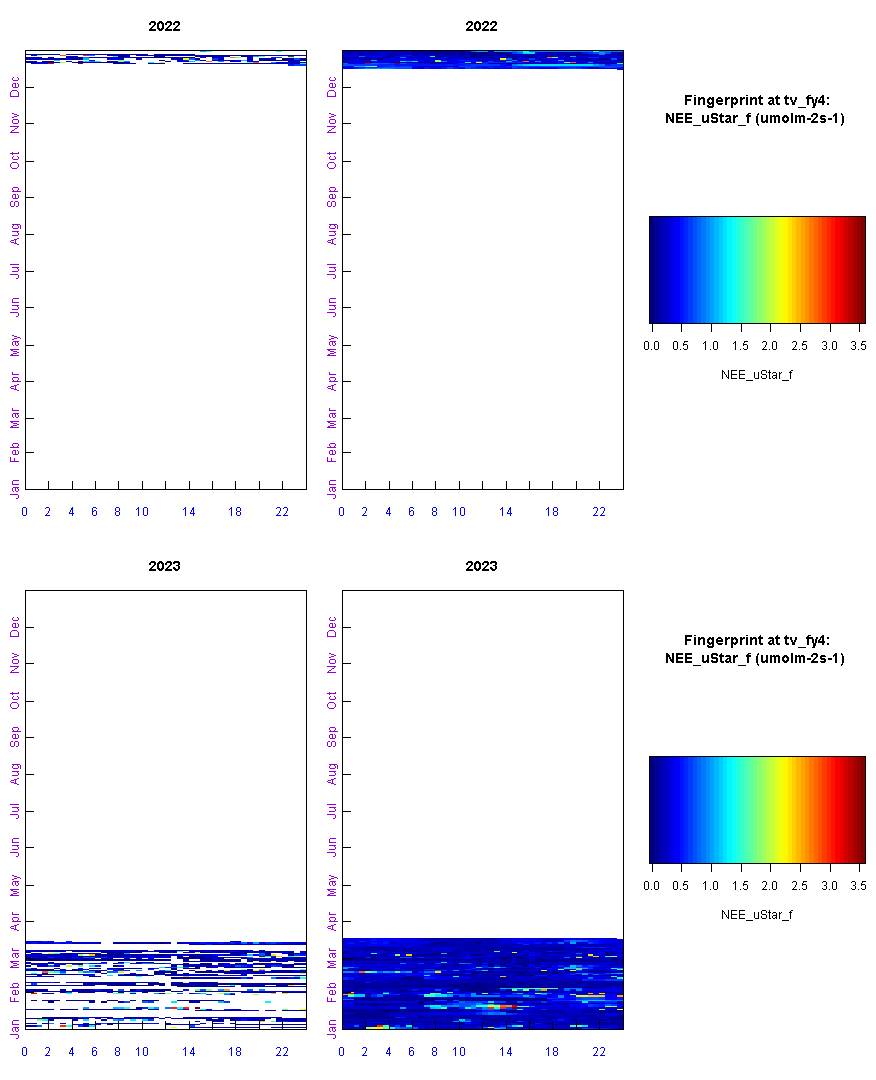 2022
2022
Dec
Nov
Oct
Sep
Aug
Jul
Jun
May
Apr
Mar
Feb
Jan
0 2 4 6 8 10 14 18 22
Dec
Nov
Oct
Sep
Aug
Jul
Jun
May
Apr
Mar
Feb
Jan
0 2 4 6 8 10 14 18 22
Fingerprint at tv_fy4:
NEE_uStar_f (umolm-2s-1)
0.0 0.5 1.0 1.5 2.0 2.5 3.0 3.5
NEE_uStar_f
2023
2023
Dec
Nov
Oct
Sep
Aug
Jul
Jun
May
Apr
Mar
Feb
Jan
0 2 4 6 8 10 14 18 22
Dec
Nov
Oct
Sep
Aug
Jul
Jun
May
Apr
Mar
Feb
Jan
0 2 4 6 8 10 14 18 22
Fingerprint at tv_fy4:
NEE_uStar_f (umolm-2s-1)
0.0 0.5 1.0 1.5 2.0 2.5 3.0 3.5
NEE_uStar_f